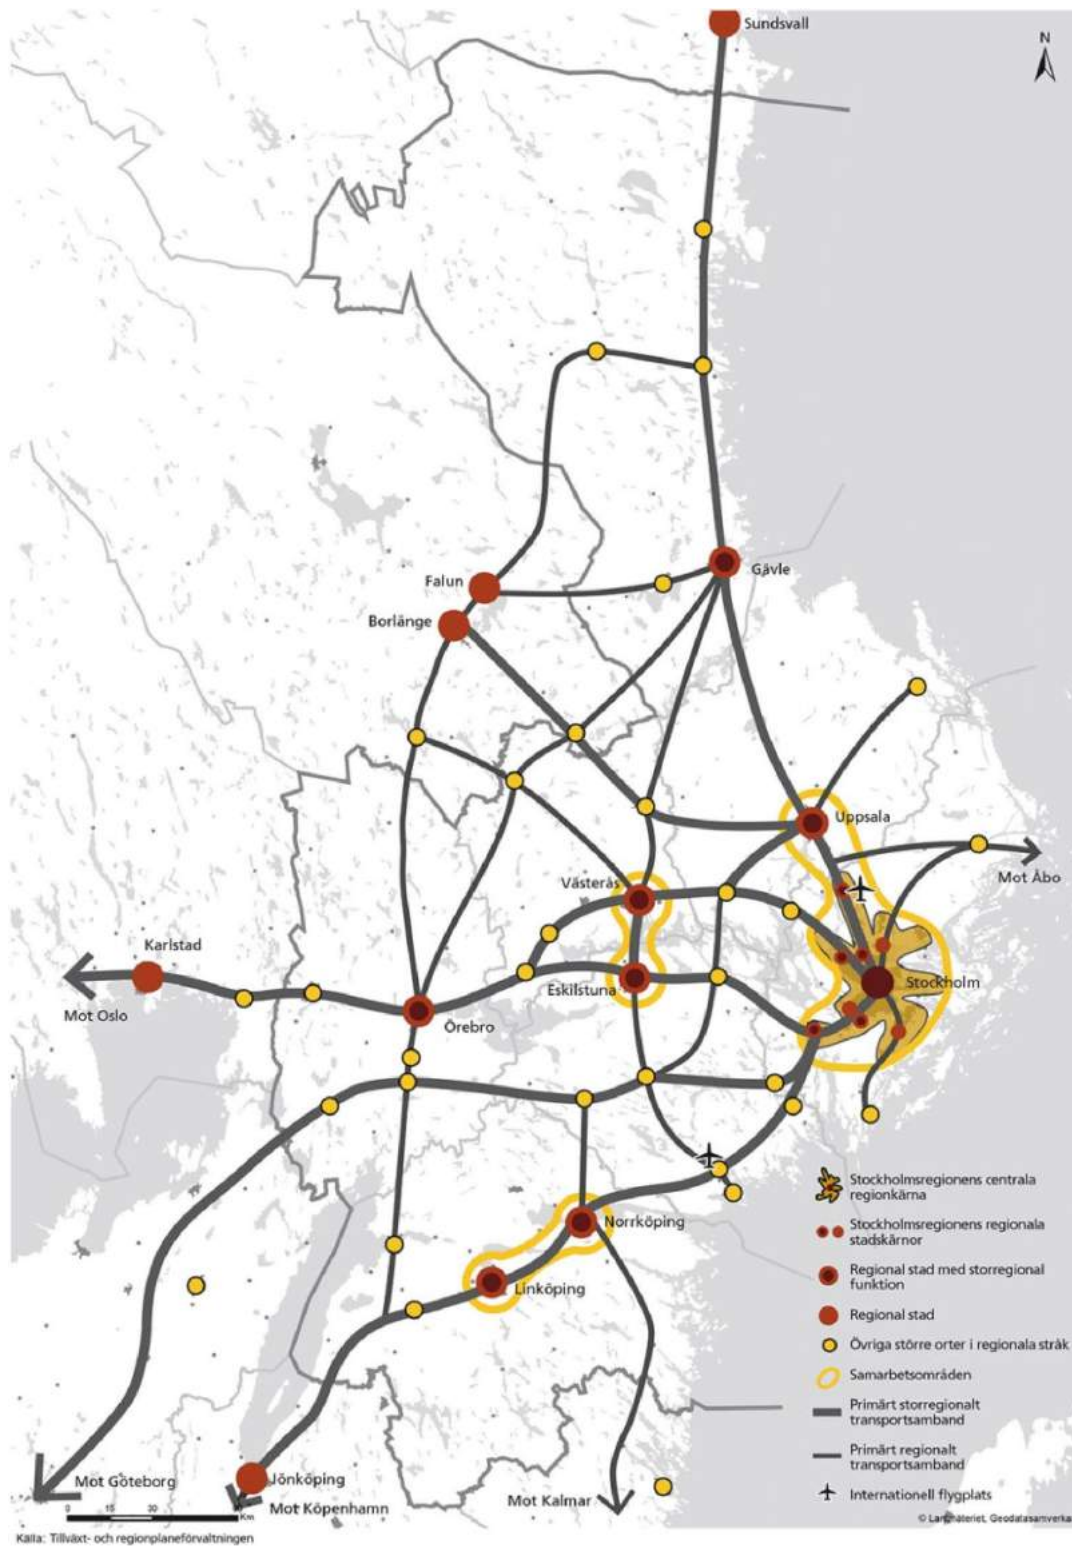 Sundsvall
N
Gävle
Falun
Borlänge
Uppsala
Mot Åbo
Västerås
Karlstad
Stockholm
Eskilstuna
Mot Oslo
Örebro
Stockholmsregionens centrala
regionkärna
Stockholmsregionens regionala
stadskärnor
Norrköping
Regional stad med storregional
funktion
Linköping
Regional stad
Övriga större orter i regionala stråk
Samarbetsområden
Primärt storregionalt
transportsamband
Primärt regionalt
transportsamband
Internationell flygplats
Jönköping
Mot Göteborg
Mot Köpenhamn
Mot Kalmar
0 15 30
Km
© Lantmäteriet, Geodatasamverka
Källa: Tillväxt- och regionplaneförvaltningen